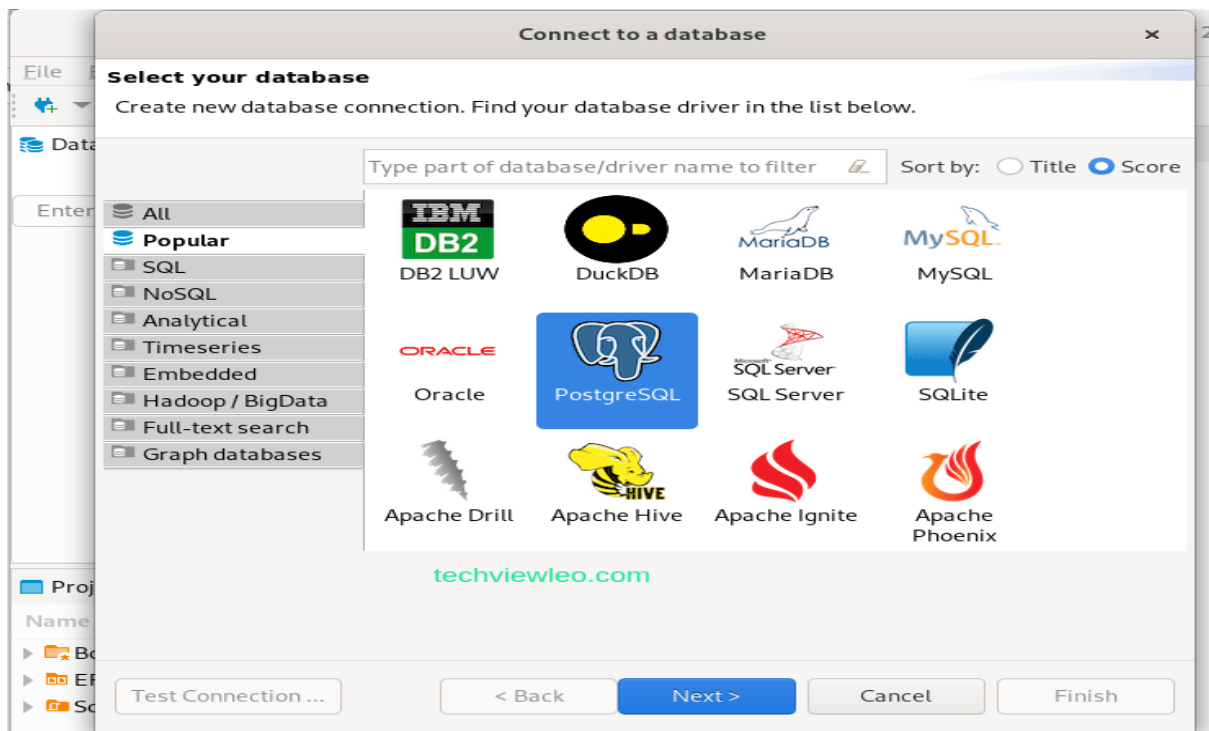 Connect to a database
File
Select your database
Create new database connection. Find your database driver in the list below.
Data
Type part of database/driver name to filter
Sort by: Title Score
Enter
All
Popular
SQL
NoSQL
Analytical
Timeseries
Embedded
Hadoop / BigData
Full-text search
Graph databases
IBM
DB2
DB2 LUW
DuckDB
MariaDB
MariaDB
MySQL
MySQL
ORACLE
Oracle
PostgreSQL
Microsoft
SQL Server
SQL Server
SQLite
Apache Drill
HIVE
Apache Hive
Apache Ignite
Apache
Phoenix
techviewleo.com
Proj
Name
Bo
ER
Sc
Test Connection ...
< Back
Next >
Cancel
Finish